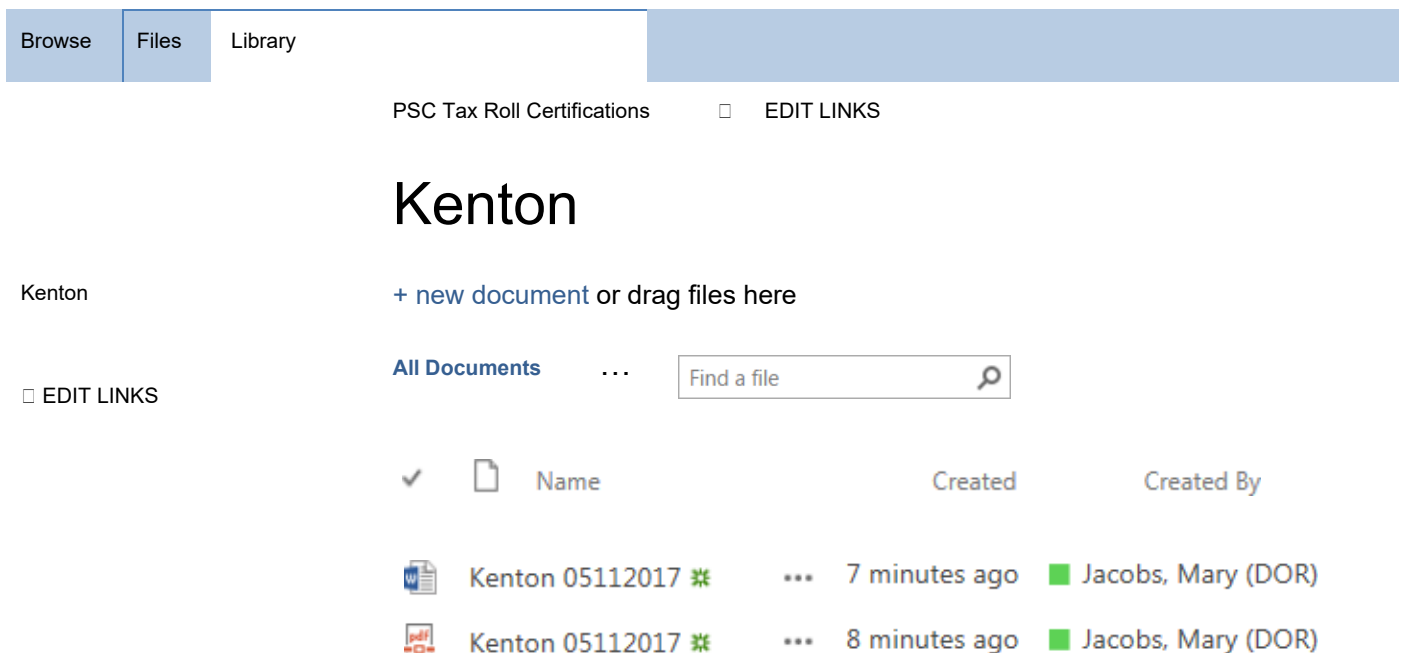 Browse Files Library
PSC Tax Roll Certifications □ EDIT LINKS
Kenton
Kenton
+ new document or drag files here
All Documents ... Find a file
□ EDIT LINKS
Name Created Created By
Kenton 05112017 ... 7 minutes ago Jacobs, Mary (DOR)
pdf Kenton 05112017 ... 8 minutes ago Jacobs, Mary (DOR)